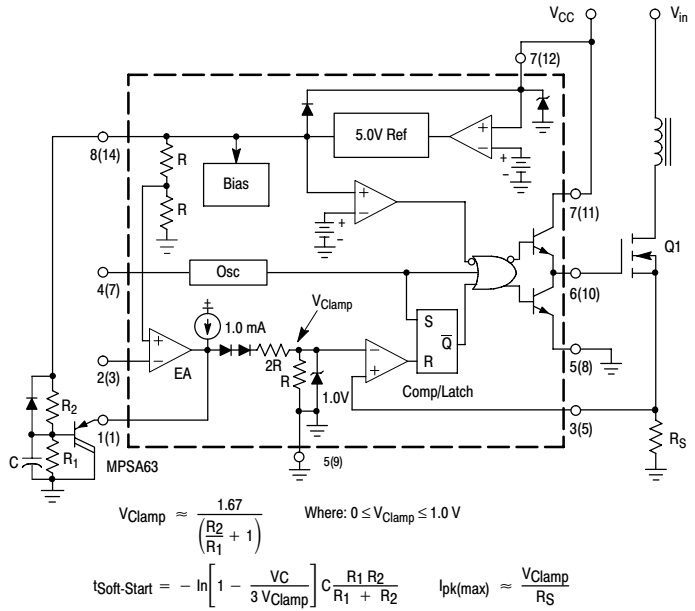 VCC
Vin
7(12)
5.0V Ref
+
−
+
−
8(14)
R
Bias
R
+
−
+
−
7(11)
Q1
4(7)
Osc
6(10)
VClamp
+
1.0 mA
S
Q̅
R
5(8)
+
−
EA
2R
R
1.0V
−
+
Comp/Latch
2(3)
R2
1(1)
3(5)
C
R1
MPSA63
5(9)
RS
VClamp ≈ 1.67 / (R2/R1 + 1) Where: 0 ≤ VClamp ≤ 1.0 V
tSoft-Start = − ln[1 − VC / 3 VClamp] C R1 R2 / R1 + R2 Ipk(max) ≈ VClamp / RS